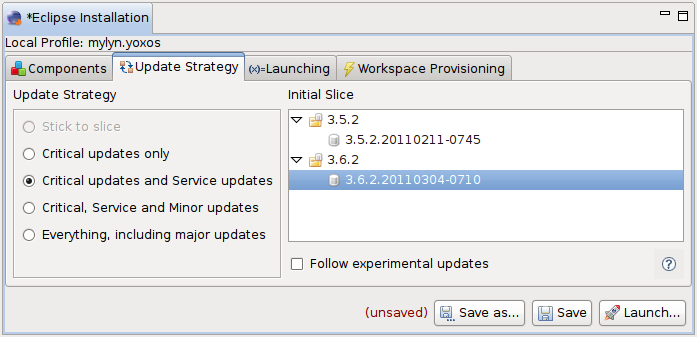 *Eclipse Installation
Local Profile: mylyn.yoxos
Components
Update Strategy
(x)=Launching
Workspace Provisioning
Update Strategy
Stick to slice
Critical updates only
Critical updates and Service updates
Critical, Service and Minor updates
Everything, including major updates
Initial Slice
3.5.2
3.5.2.20110211-0745
3.6.2
3.6.2.20110304-0710
Follow experimental updates
?
(unsaved)
Save as...
Save
Launch...